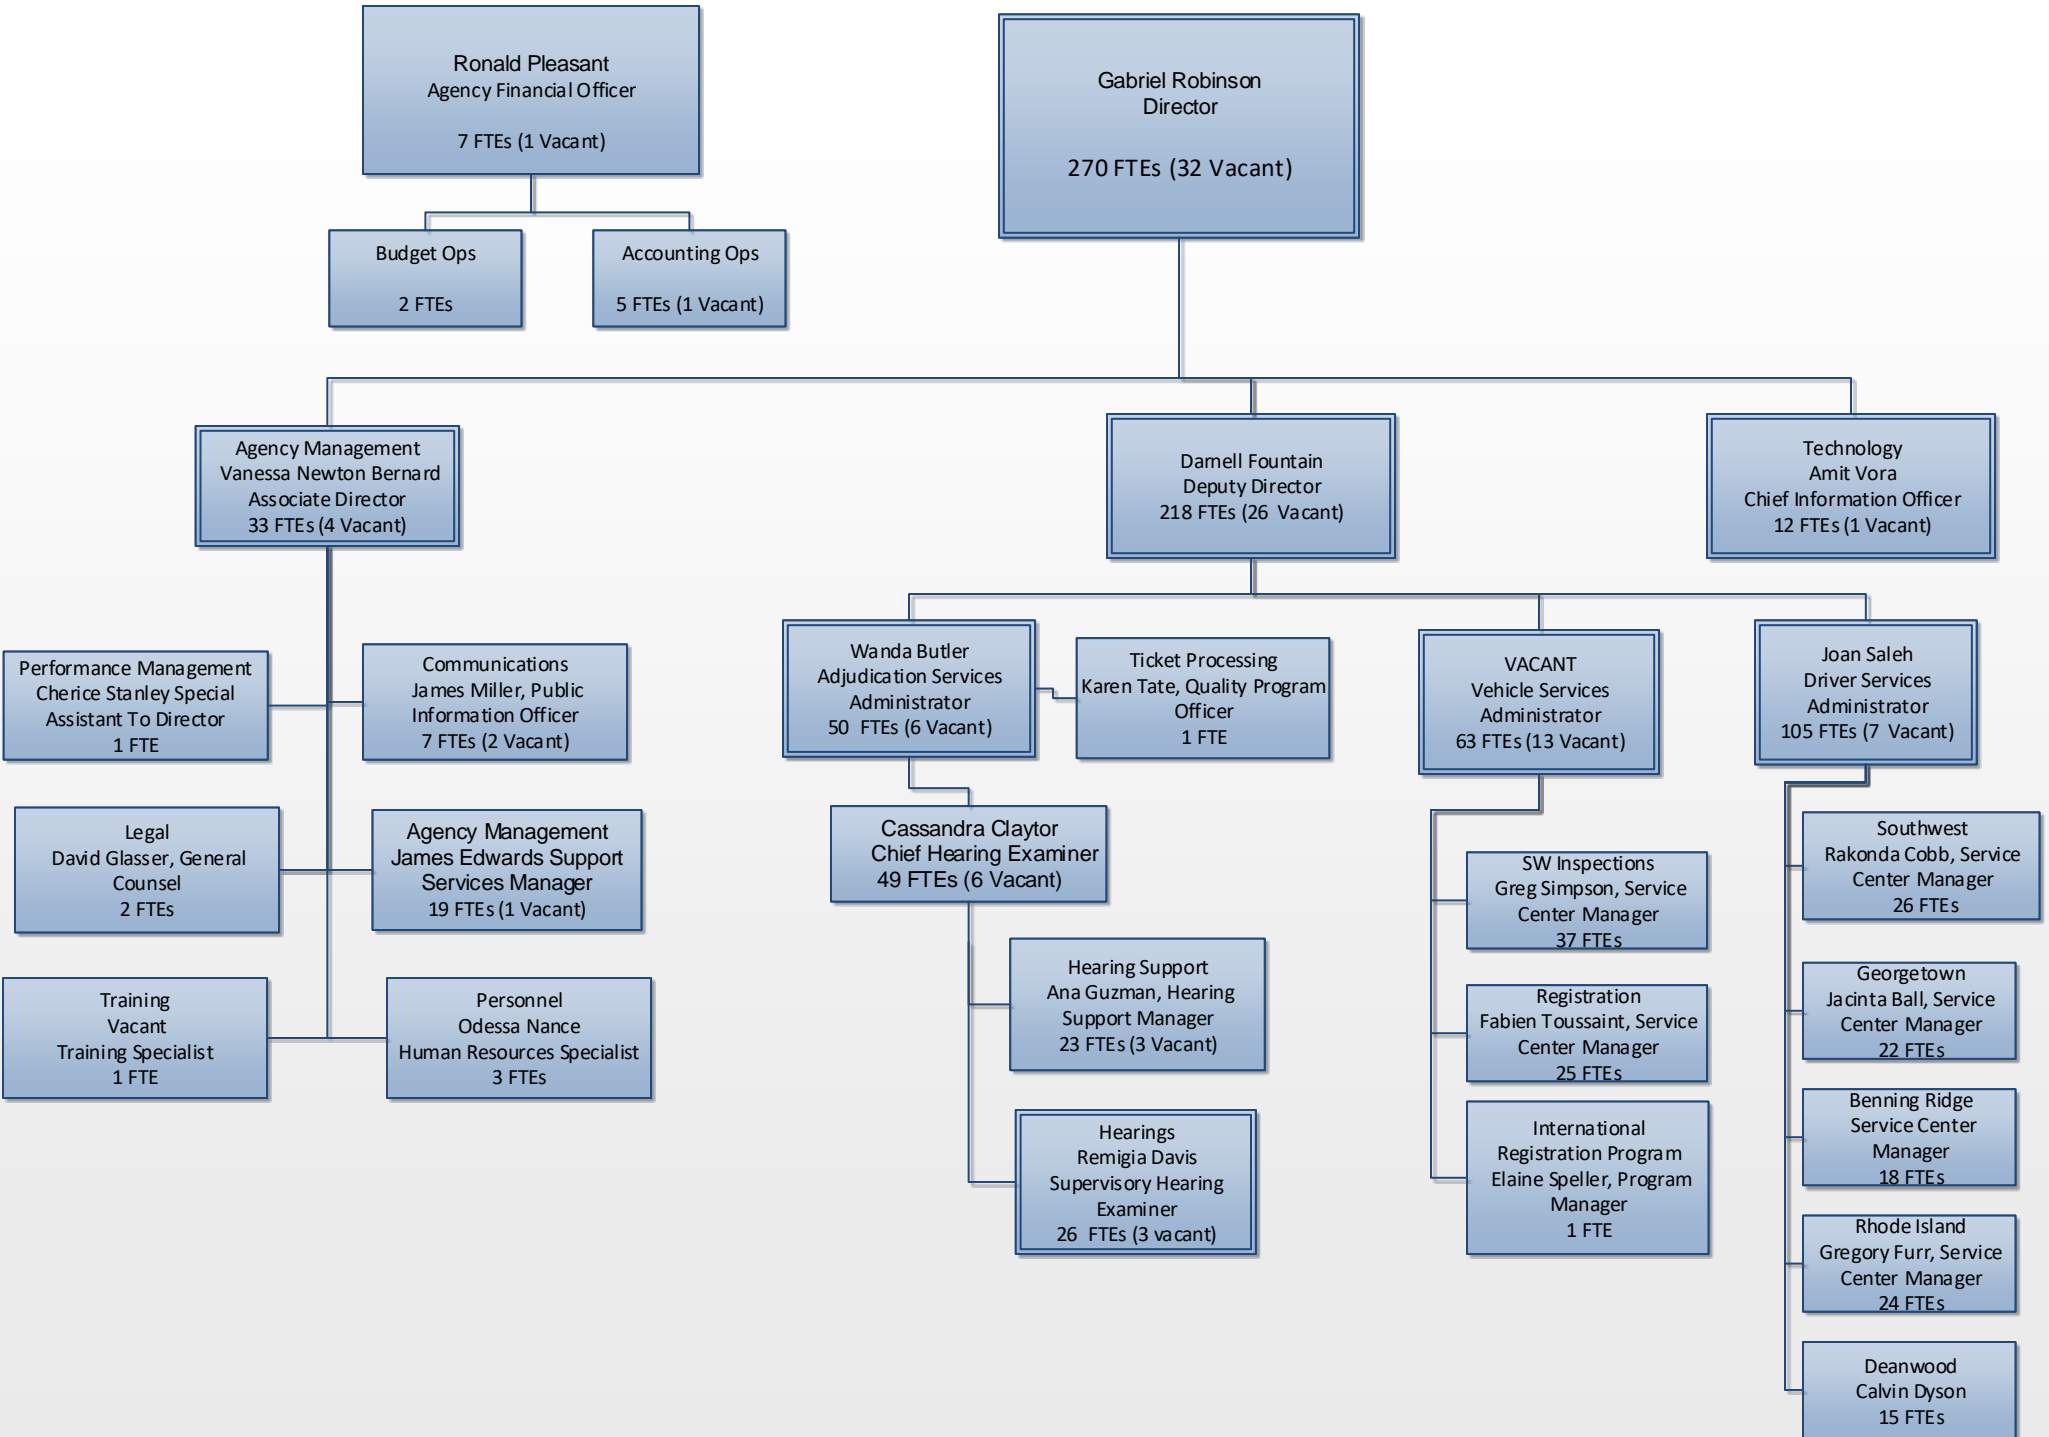 Ronald Pleasant
Agency Financial Officer
7 FTEs (1 Vacant)
Gabriel Robinson
Director
270 FTEs (32 Vacant)
Budget Ops
2 FTEs
Accounting Ops
5 FTEs (1 Vacant)
Agency Management
Vanessa Newton Bernard
Associate Director
33 FTEs (4 Vacant)
Darnell Fountain
Deputy Director
218 FTEs (26 Vacant)
Technology
Amit Vora
Chief Information Officer
12 FTEs (1 Vacant)
Performance Management
Cherice Stanley Special
Assistant To Director
1 FTE
Communications
James Miller, Public
Information Officer
7 FTEs (2 Vacant)
Legal
David Glasser, General
Counsel
2 FTEs
Agency Management
James Edwards Support
Services Manager
19 FTEs (1 Vacant)
Training
Vacant
Training Specialist
1 FTE
Personnel
Odessa Nance
Human Resources Specialist
3 FTEs
Wanda Butler
Adjudication Services
Administrator
50 FTEs (6 Vacant)
Ticket Processing
Karen Tate, Quality Program
Officer
1 FTE
Cassandra Claytor
Chief Hearing Examiner
49 FTEs (6 Vacant)
Hearing Support
Ana Guzman, Hearing
Support Manager
23 FTEs (3 Vacant)
Hearings
Remigia Davis
Supervisory Hearing
Examiner
26 FTEs (3 vacant)
VACANT
Vehicle Services
Administrator
63 FTEs (13 Vacant)
SW Inspections
Greg Simpson, Service
Center Manager
37 FTEs
Registration
Fabien Toussaint, Service
Center Manager
25 FTEs
International
Registration Program
Elaine Speller, Program
Manager
1 FTE
Joan Saleh
Driver Services
Administrator
105 FTEs (7 Vacant)
Southwest
Rakonda Cobb, Service
Center Manager
26 FTEs
Georgetown
Jacinta Ball, Service
Center Manager
22 FTEs
Benning Ridge
Service Center
Manager
18 FTEs
Rhode Island
Gregory Furr, Service
Center Manager
24 FTEs
Deanwood
Calvin Dyson
15 FTEs